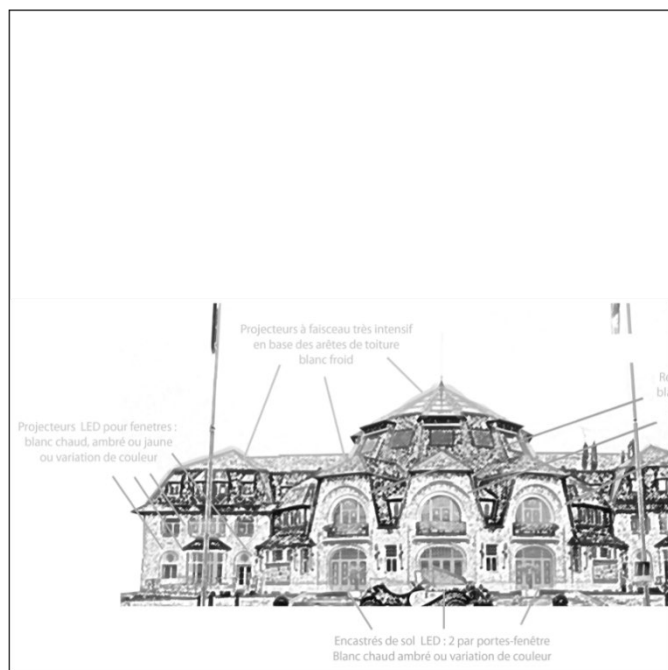 Projecteurs à faisceau très intensif
en base des arêtes de toiture
blanc froid
Projecteurs LED pour fenetres :
blanc chaud, ambré ou jaune
ou variation de couleur
Encastrés de sol LED : 2 par portes-fenêtre
Blanc chaud ambré ou variation de couleur